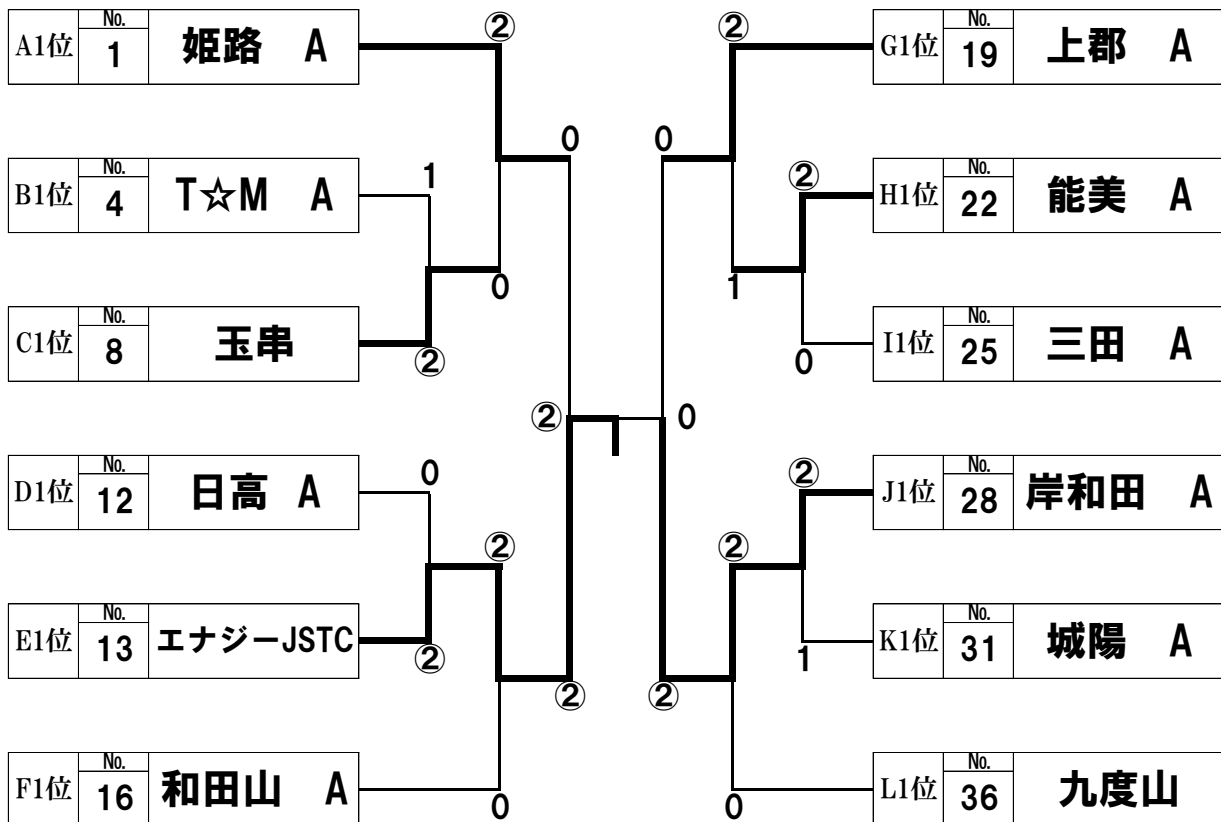 ② ②
A1位 No. 1 姫路 A
G1位 No. 19 上郡 A
0 0
1 ②
B1位 No. 4 T☆M A
H1位 No. 22 能美 A
0 1
C1位 No. 8 玉串
I1位 No. 25 三田 A
② 0
② 0
0 ②
D1位 No. 12 日高 A
J1位 No. 28 岸和田 A
② ②
E1位 No. 13 エナジーJSTC
K1位 No. 31 城陽 A
② 1
② ②
F1位 No. 16 和田山 A
L1位 No. 36 九度山
0 0